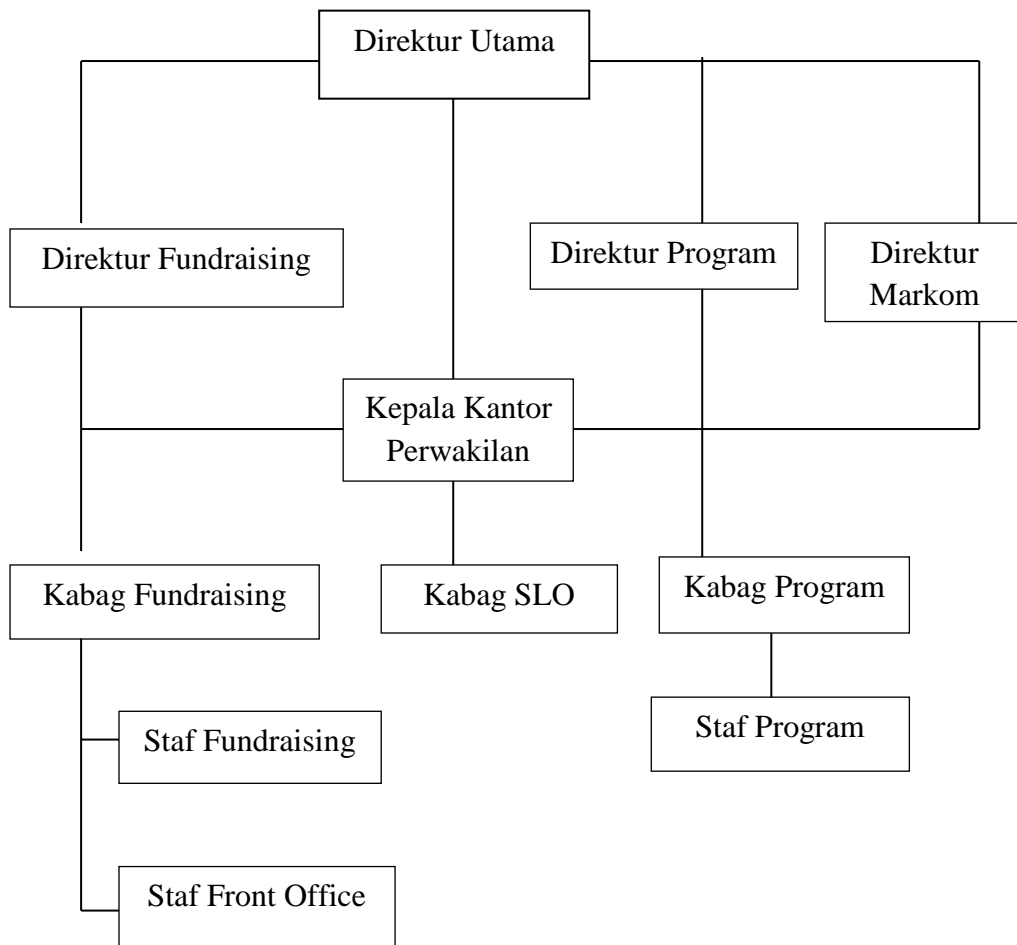 Direktur Utama
Direktur Fundraising
Direktur Program
Direktur
Markom
Kepala Kantor
Perwakilan
Kabag Fundraising
Kabag SLO
Kabag Program
Staf Fundraising
Staf Program
Staf Front Office